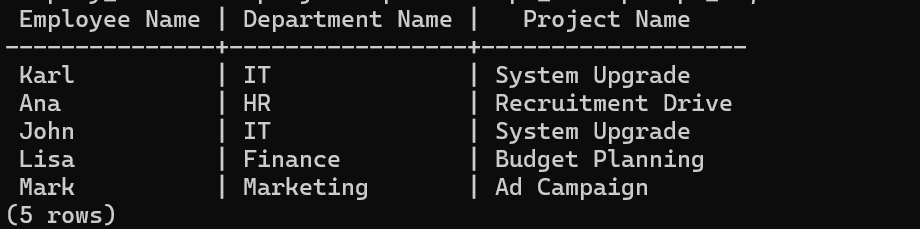 Employee Name | Department Name |   Project Name
---------------+-----------------+-------------------
 Karl          | IT              | System Upgrade
 Ana           | HR              | Recruitment Drive
 John          | IT              | System Upgrade
 Lisa          | Finance         | Budget Planning
 Mark          | Marketing       | Ad Campaign
(5 rows)